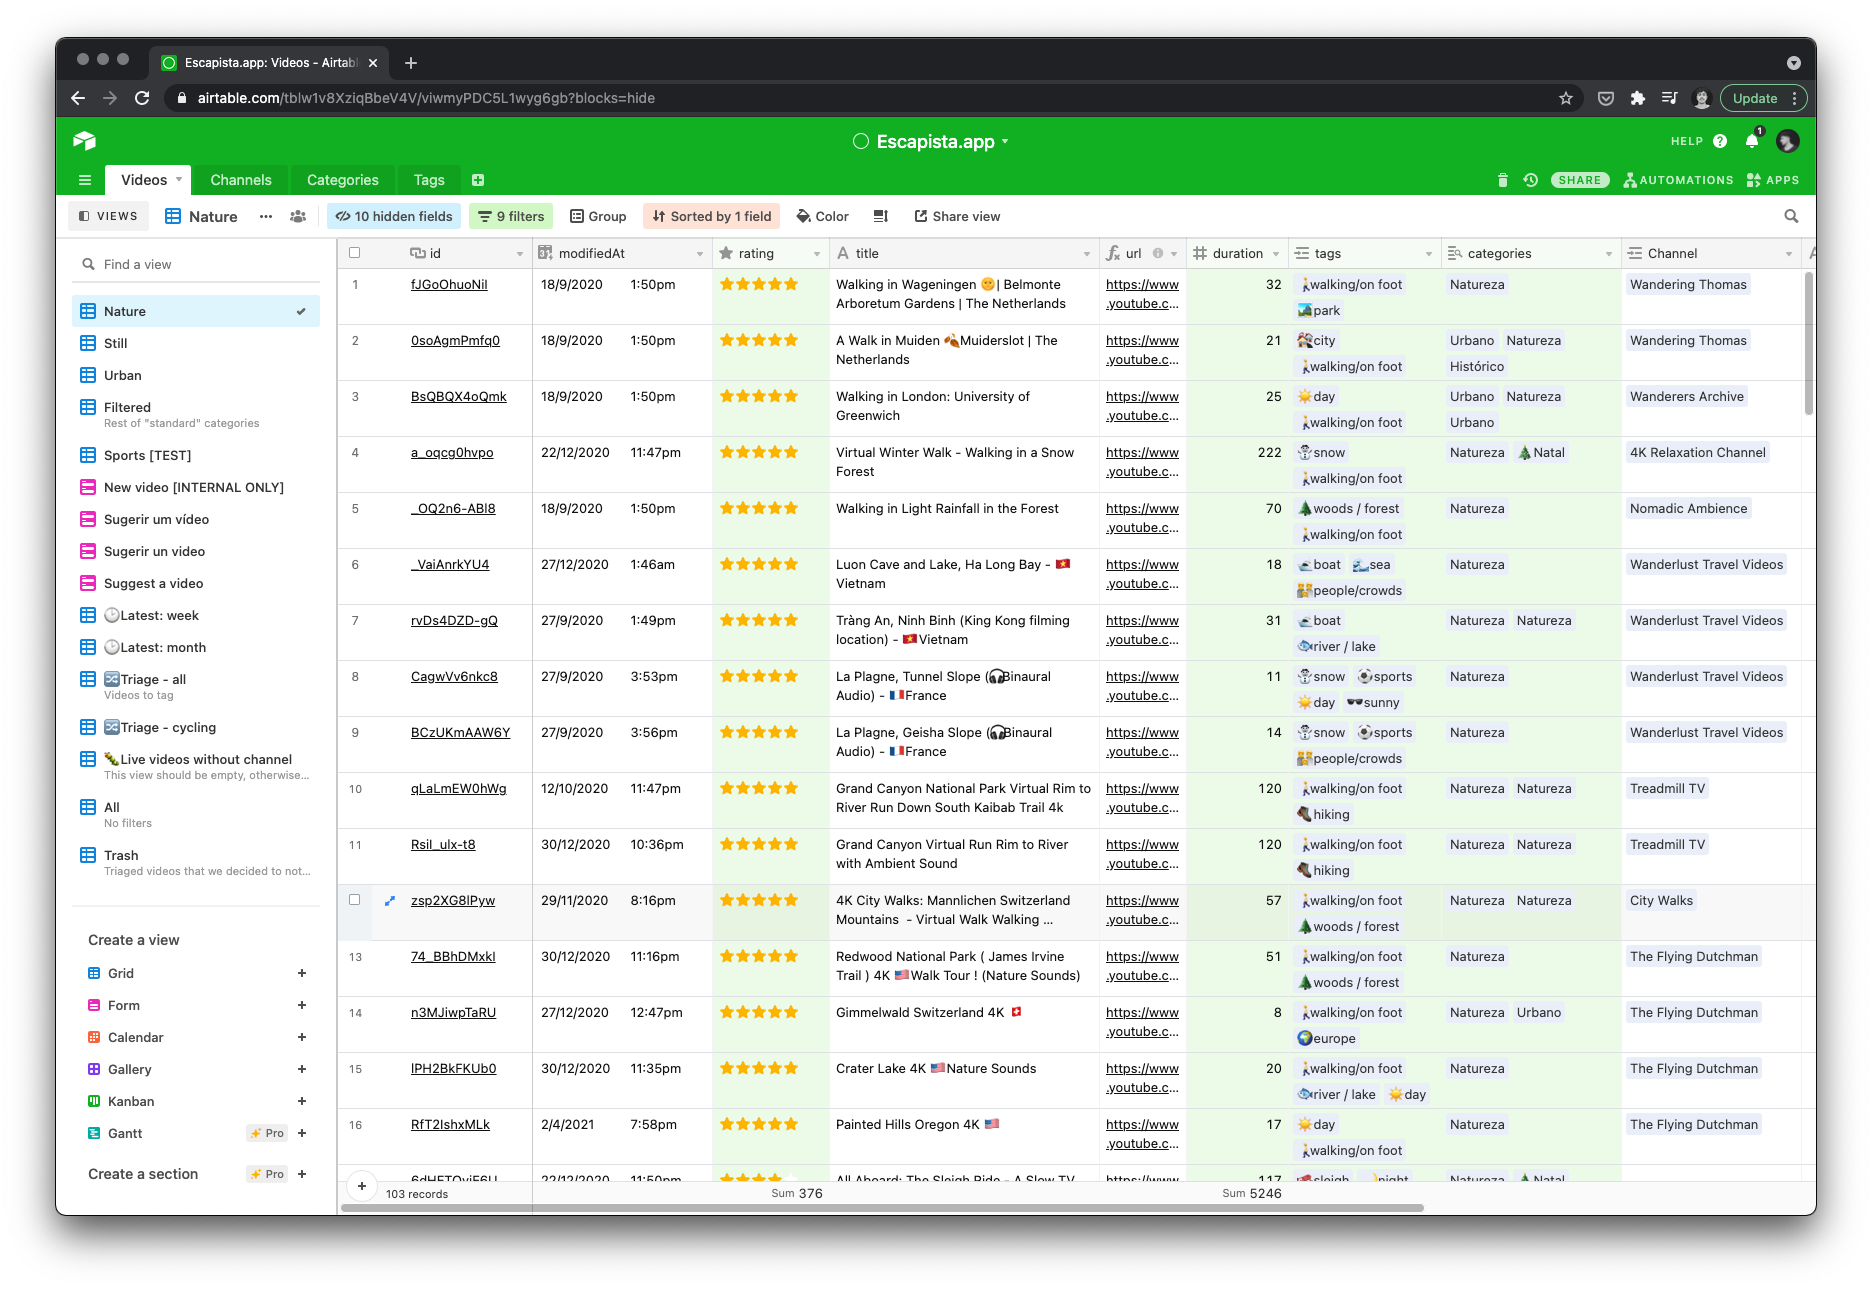 Escapista.app: Videos - Airtabl
airtable.com/tblw1v8XziqBbeV4V/viwmyPDC5L1wyg6gb?blocks=hide
Update
Escapista.app
HELP
1
Videos
Channels
Categories
Tags
SHARE
AUTOMATIONS
APPS
VIEWS
Nature
10 hidden fields
9 filters
Group
Sorted by 1 field
Color
Share view
Find a view
Nature
Still
Urban
Filtered
Rest of "standard" categories
Sports [TEST]
New video [INTERNAL ONLY]
Sugerir um vídeo
Sugerir un video
Suggest a video
🕒Latest: week
🕒Latest: month
🔀Triage - all
Videos to tag
🔀Triage - cycling
🐛Live videos without channel
This view should be empty, otherwise...
All
No filters
Trash
Triaged videos that we decided to not...
Create a view
Grid
Form
Calendar
Gallery
Kanban
Gantt Pro
Create a section Pro
id modifiedAt rating title url duration tags categories Channel
1 fJGoOhuoNiI 18/9/2020 1:50pm Walking in Wageningen 🌞| Belmonte https://www 32 🚶walking/on foot Natureza Wandering Thomas
Arboretum Gardens | The Netherlands .youtube.c... 🏞️park
2 0soAgmPmfq0 18/9/2020 1:50pm A Walk in Muiden 🍂Muiderslot | The https://www 21 🏘️city Urbano Natureza Wandering Thomas
Netherlands .youtube.c... 🚶walking/on foot Histórico
3 BsQBQX4oQmk 18/9/2020 1:50pm Walking in London: University of https://www 25 ☀️day Urbano Natureza Wanderers Archive
Greenwich .youtube.c... 🚶walking/on foot Urbano
4 a_oqcg0hvpo 22/12/2020 11:47pm Virtual Winter Walk - Walking in a Snow https://www 222 ☃️snow Natureza 🌲Natal 4K Relaxation Channel
Forest .youtube.c... 🚶walking/on foot
5 _OQ2n6-ABI8 18/9/2020 1:50pm Walking in Light Rainfall in the Forest https://www 70 🌲woods / forest Natureza Nomadic Ambience
.youtube.c... 🚶walking/on foot
6 _VaiAnrkYU4 27/12/2020 1:46am Luon Cave and Lake, Ha Long Bay - 🇻🇳 https://www 18 🛥️boat 🌊sea Natureza Wanderlust Travel Videos
Vietnam .youtube.c... 👯people/crowds
7 rvDs4DZD-gQ 27/9/2020 1:49pm Tràng An, Ninh Binh (King Kong filming https://www 31 🛥️boat Natureza Natureza Wanderlust Travel Videos
location) - 🇻🇳Vietnam .youtube.c... 🐟river / lake
8 CagwVv6nkc8 27/9/2020 3:53pm La Plagne, Tunnel Slope (🎧Binaural https://www 11 ☃️snow ⚽sports Natureza Wanderlust Travel Videos
Audio) - 🇫🇷France .youtube.c... ☀️day 🕶️sunny
9 BCzUKmAAW6Y 27/9/2020 3:56pm La Plagne, Geisha Slope (🎧Binaural https://www 14 ☃️snow ⚽sports Natureza Wanderlust Travel Videos
Audio) - 🇫🇷France .youtube.c... 👯people/crowds
10 qLaLmEW0hWg 12/10/2020 11:47pm Grand Canyon National Park Virtual Rim to https://www 120 🚶walking/on foot Natureza Natureza Treadmill TV
River Run Down South Kaibab Trail 4k .youtube.c... 🥾hiking
11 RsiI_ulx-t8 30/12/2020 10:36pm Grand Canyon Virtual Run Rim to River https://www 120 🚶walking/on foot Natureza Natureza Treadmill TV
with Ambient Sound .youtube.c... 🥾hiking
zsp2XG8lPyw 29/11/2020 8:16pm 4K City Walks: Mannlichen Switzerland https://www 57 🚶walking/on foot Natureza Natureza City Walks
Mountains - Virtual Walk Walking ... .youtube.c... 🌲woods / forest
13 74_BBhDMxkI 30/12/2020 11:16pm Redwood National Park ( James Irvine https://www 51 🚶walking/on foot Natureza The Flying Dutchman
Trail ) 4K 🇺🇸Walk Tour ! (Nature Sounds) .youtube.c... 🌲woods / forest
14 n3MJiwpTaRU 27/12/2020 12:47pm Gimmelwald Switzerland 4K 🇨🇭 https://www 8 🚶walking/on foot Natureza Urbano The Flying Dutchman
.youtube.c... 🌍europe
15 lPH2BkFKUb0 30/12/2020 11:35pm Crater Lake 4K 🇺🇸Nature Sounds https://www 20 🚶walking/on foot Natureza The Flying Dutchman
.youtube.c... 🐟river / lake ☀️day
16 RfT2IshxMLk 2/4/2021 7:58pm Painted Hills Oregon 4K 🇺🇸 https://www 17 ☀️day Natureza The Flying Dutchman
.youtube.c... 🚶walking/on foot
22/12/2020 11:50pm All Aboard: The Sleigh Ride - A Slow TV https://www 117 🛷sleigh 🌙night Natureza 🌲Natal
103 records Sum 376 Sum 5246